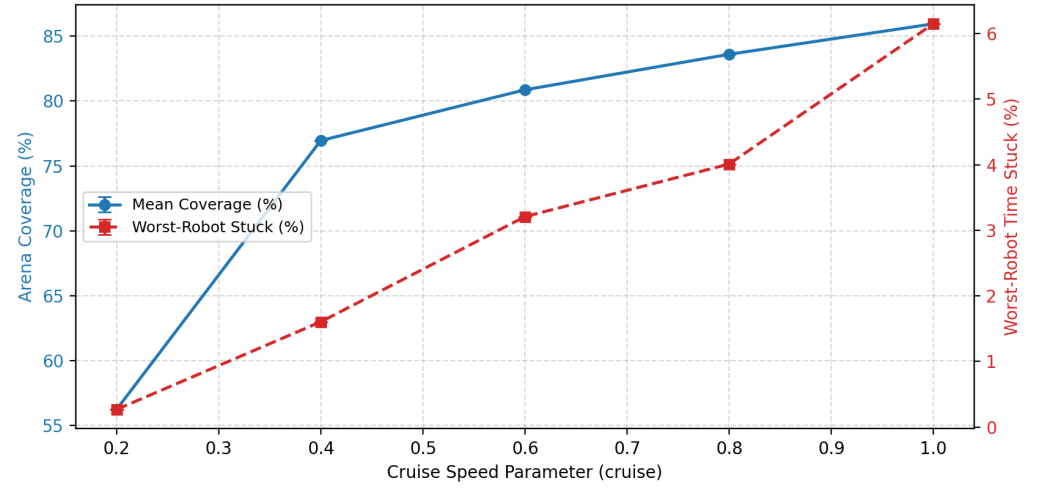 85
80
75
70
65
60
55
Arena Coverage (%)
Mean Coverage (%)
Worst-Robot Stuck (%)
6
5
4
3
2
1
0
Worst-Robot Time Stuck (%)
0.2 0.3 0.4 0.5 0.6 0.7 0.8 0.9 1.0
Cruise Speed Parameter (cruise)